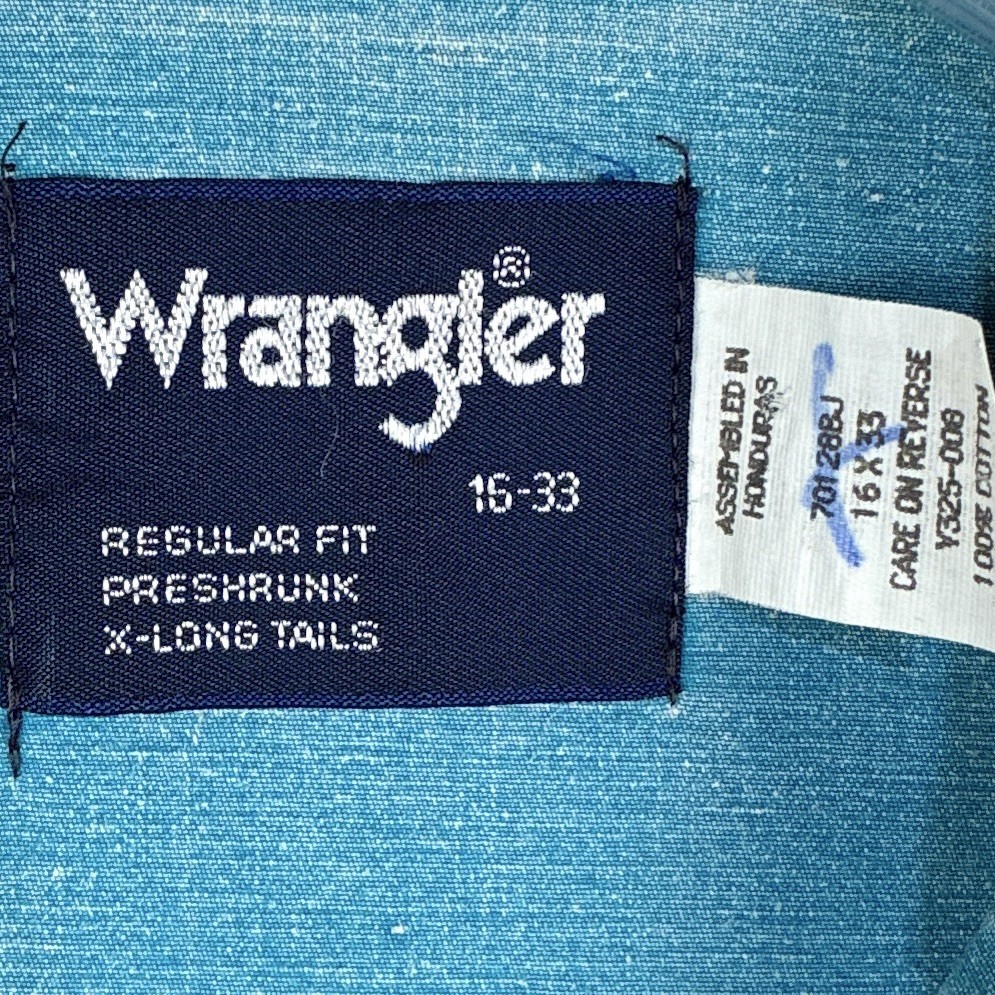 Wrangler®
16-33
REGULAR FIT
PRESHRUNK
X-LONG TAILS
ASSEMBLED IN
HONDURAS
70128BJ
16 X 33
CARE ON REVERSE
Y325-008
100% COTTON